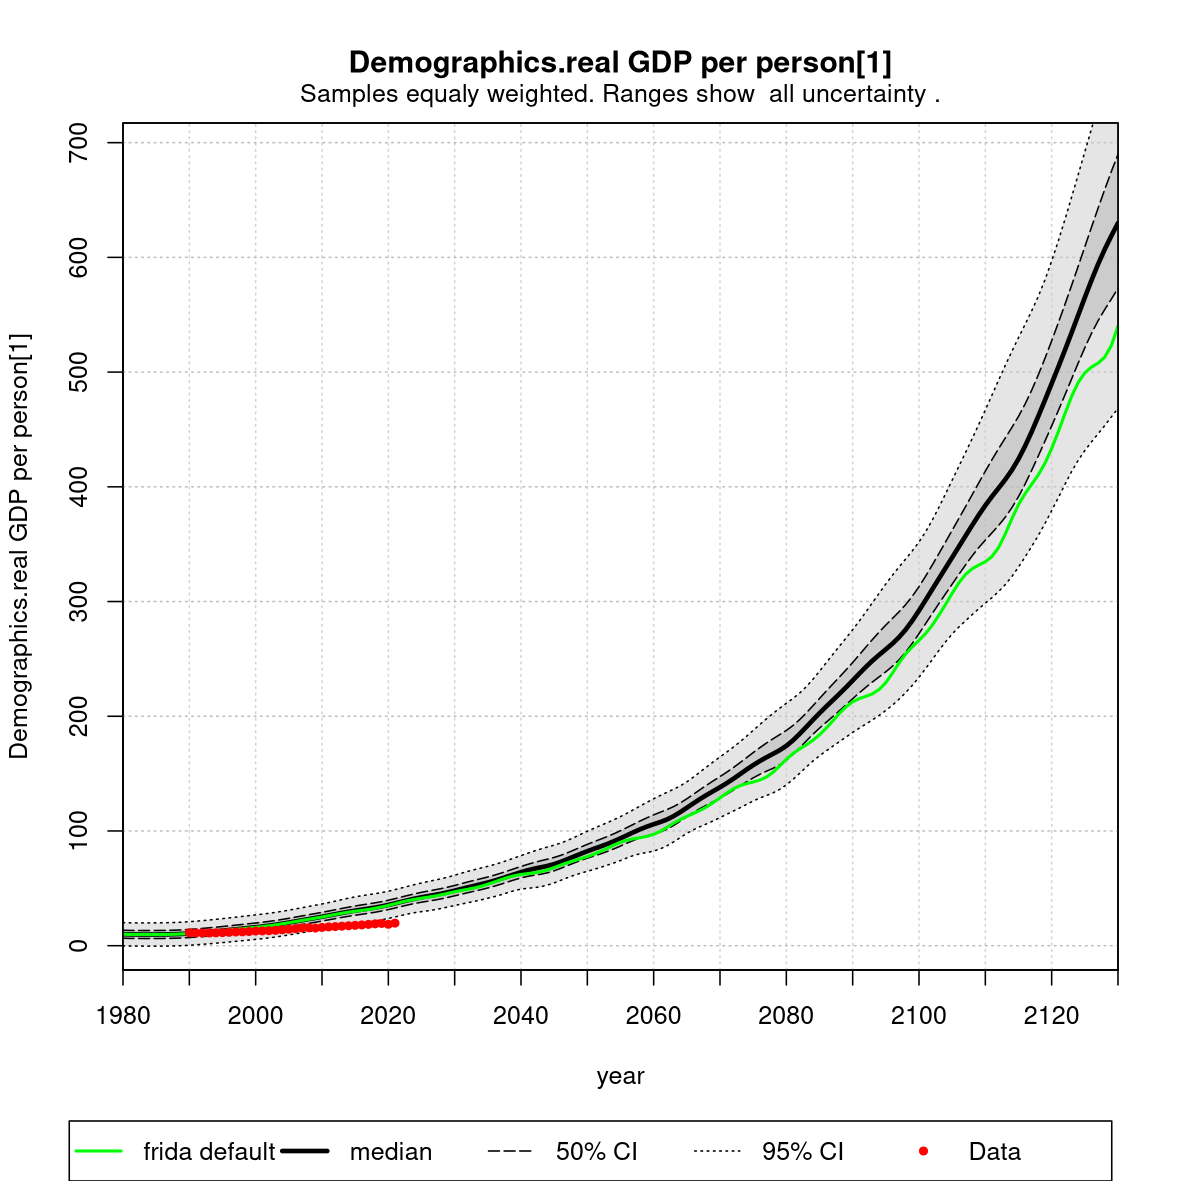 Demographics.real GDP per person[1]
Samples equaly weighted. Ranges show  all uncertainty .
Demographics.real GDP per person[1]
700
600
500
400
300
200
100
0
1980 2000 2020 2040 2060 2080 2100 2120
year
frida default median 50% CI 95% CI Data